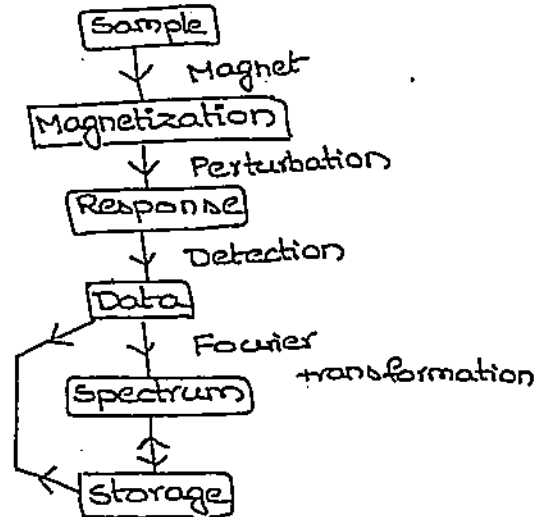 Sample
Magnet
Magnetization
Perturbation
Response
Detection
Data
Fourier
transformation
Spectrum
Storage